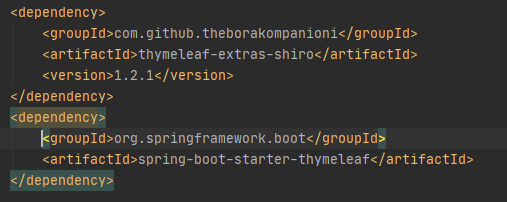 <dependency>
<groupId>com.github.theborakompanioni</groupId>
<artifactId>thymeleaf-extras-shiro</artifactId>
<version>1.2.1</version>
</dependency>
<dependency>
<groupId>org.springframework.boot</groupId>
<artifactId>spring-boot-starter-thymeleaf</artifactId>
</dependency>